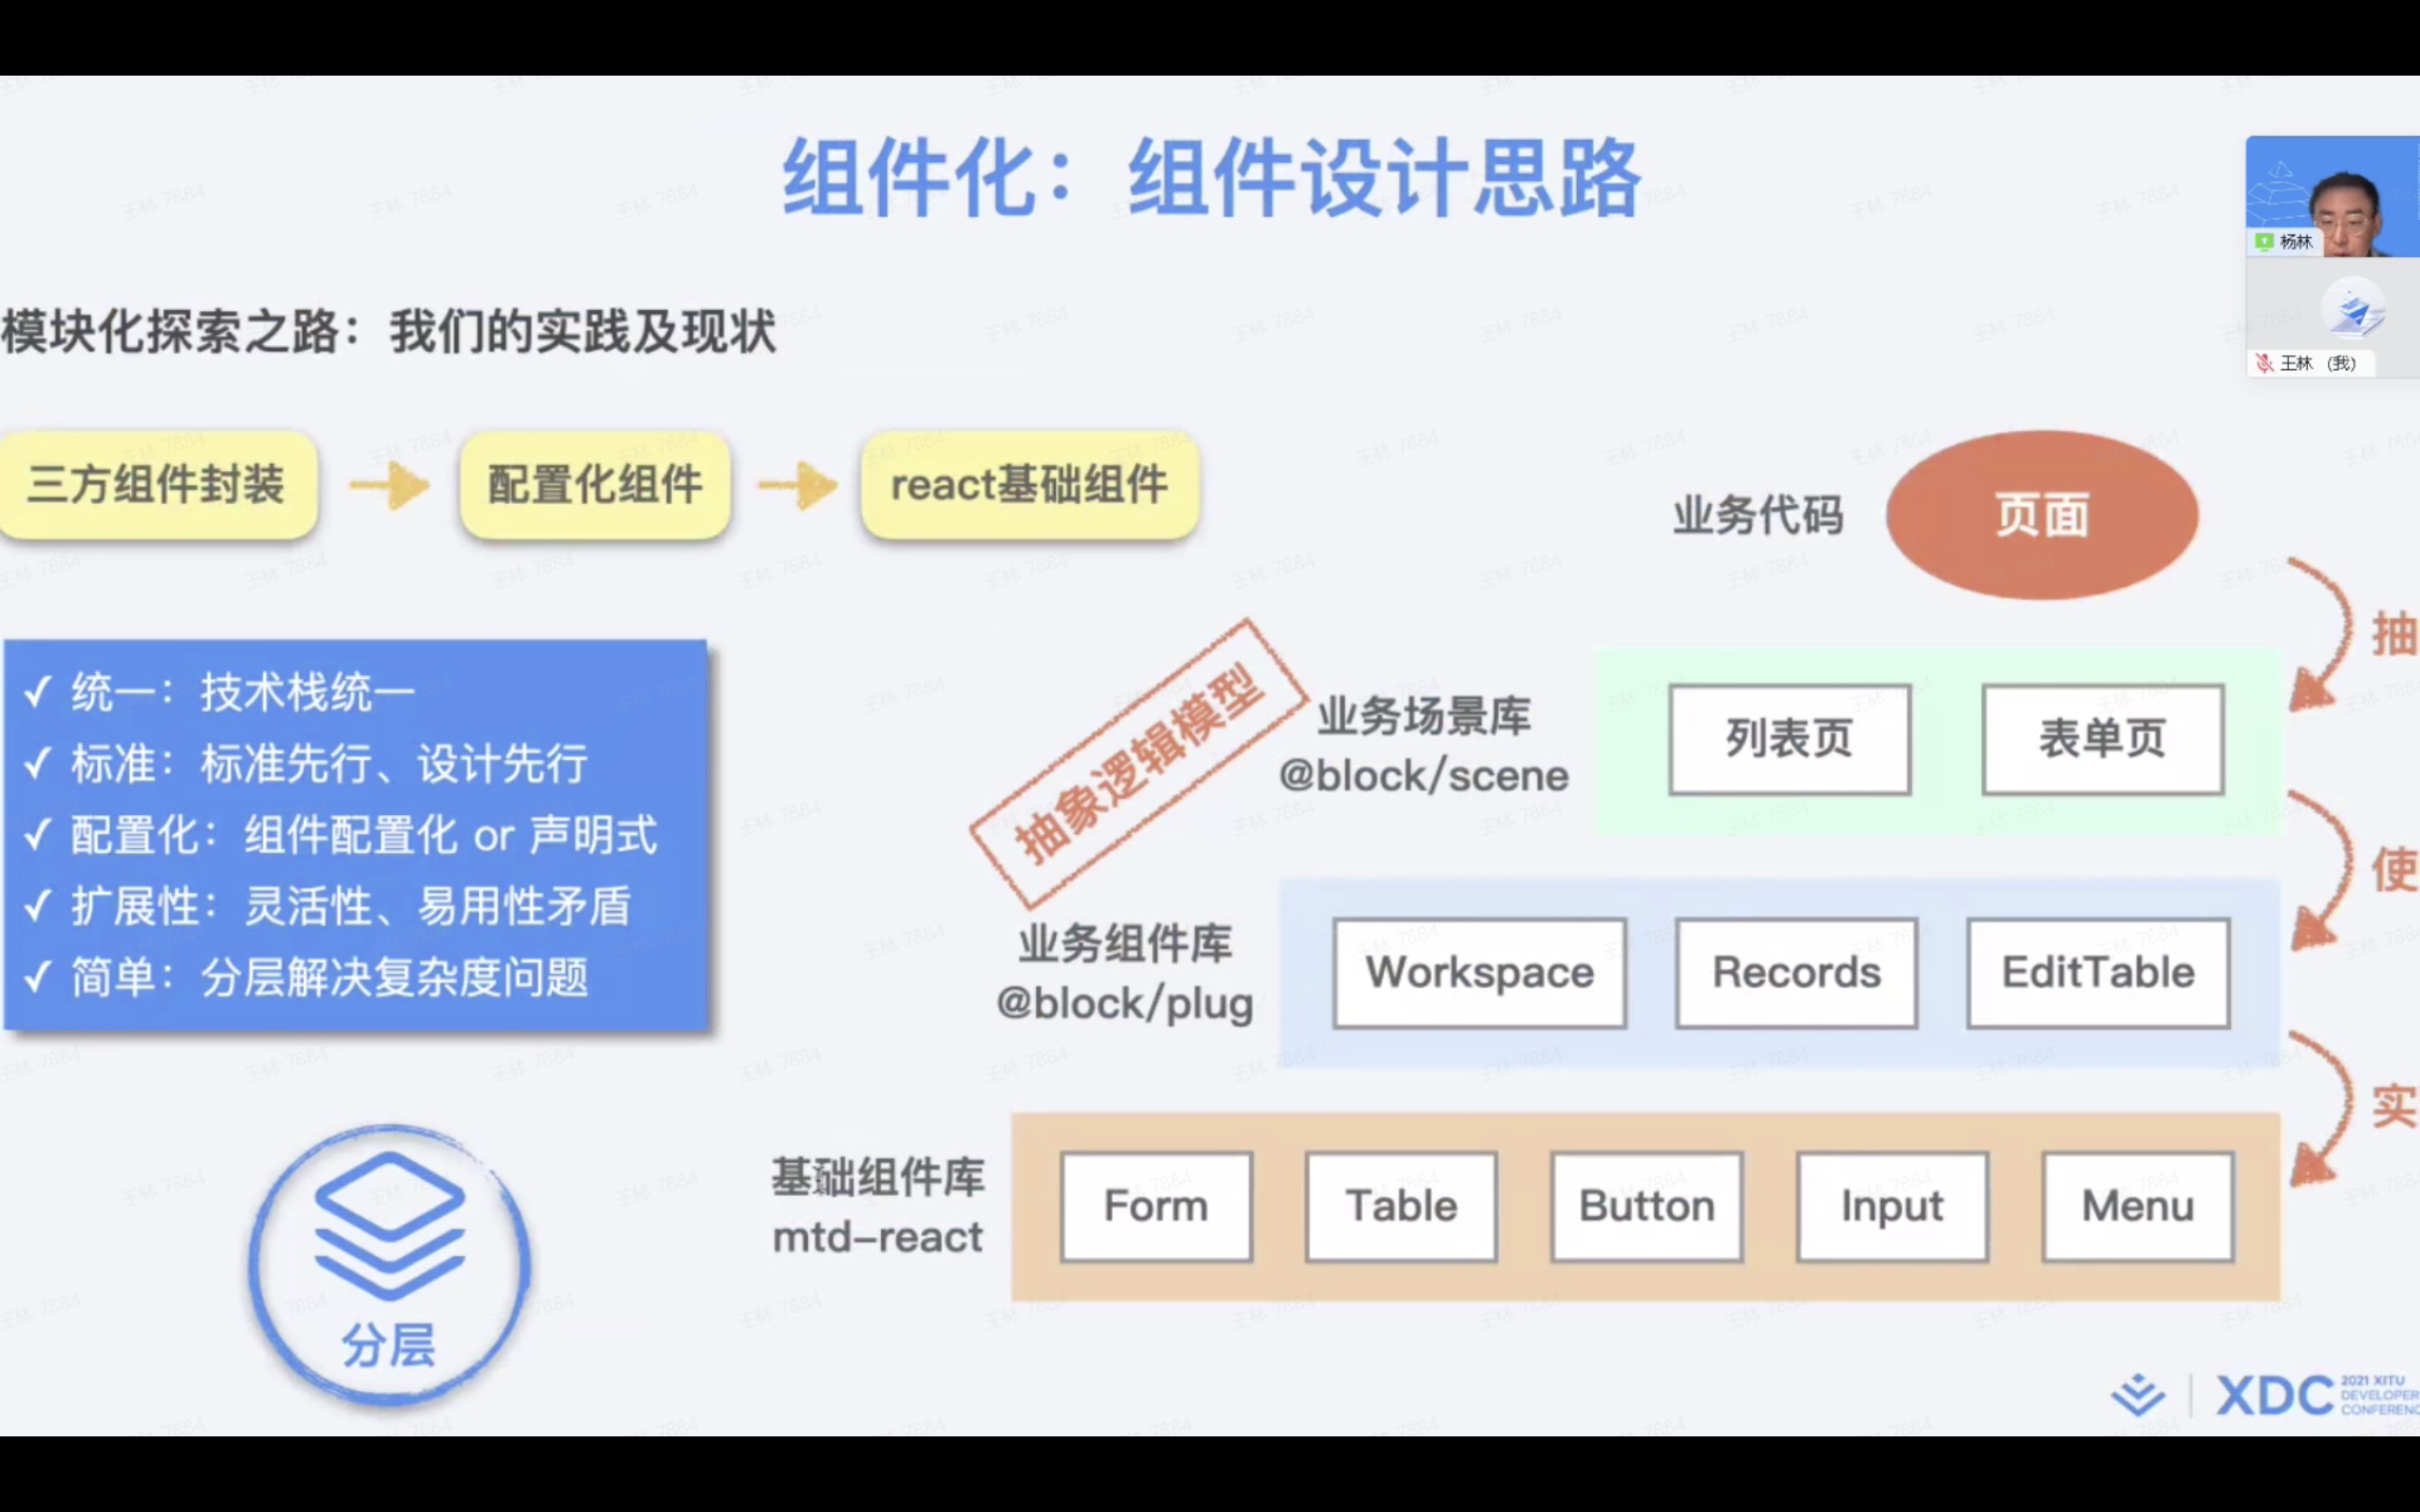 组件化：组件设计思路
杨林
王林 （我）
模块化探索之路：我们的实践及现状
三方组件封装
配置化组件
react基础组件
业务代码
页面
抽
✓ 统一：技术栈统一
✓ 标准：标准先行、设计先行
✓ 配置化：组件配置化 or 声明式
✓ 扩展性：灵活性、易用性矛盾
✓ 简单：分层解决复杂度问题
抽象逻辑模型
业务场景库
@block/scene
列表页
表单页
使
业务组件库
@block/plug
Workspace
Records
EditTable
实
基础组件库
mtd-react
Form
Table
Button
Input
Menu
分层
XDC
2021 XITU
DEVELOPER
CONFERENC
王林 7884